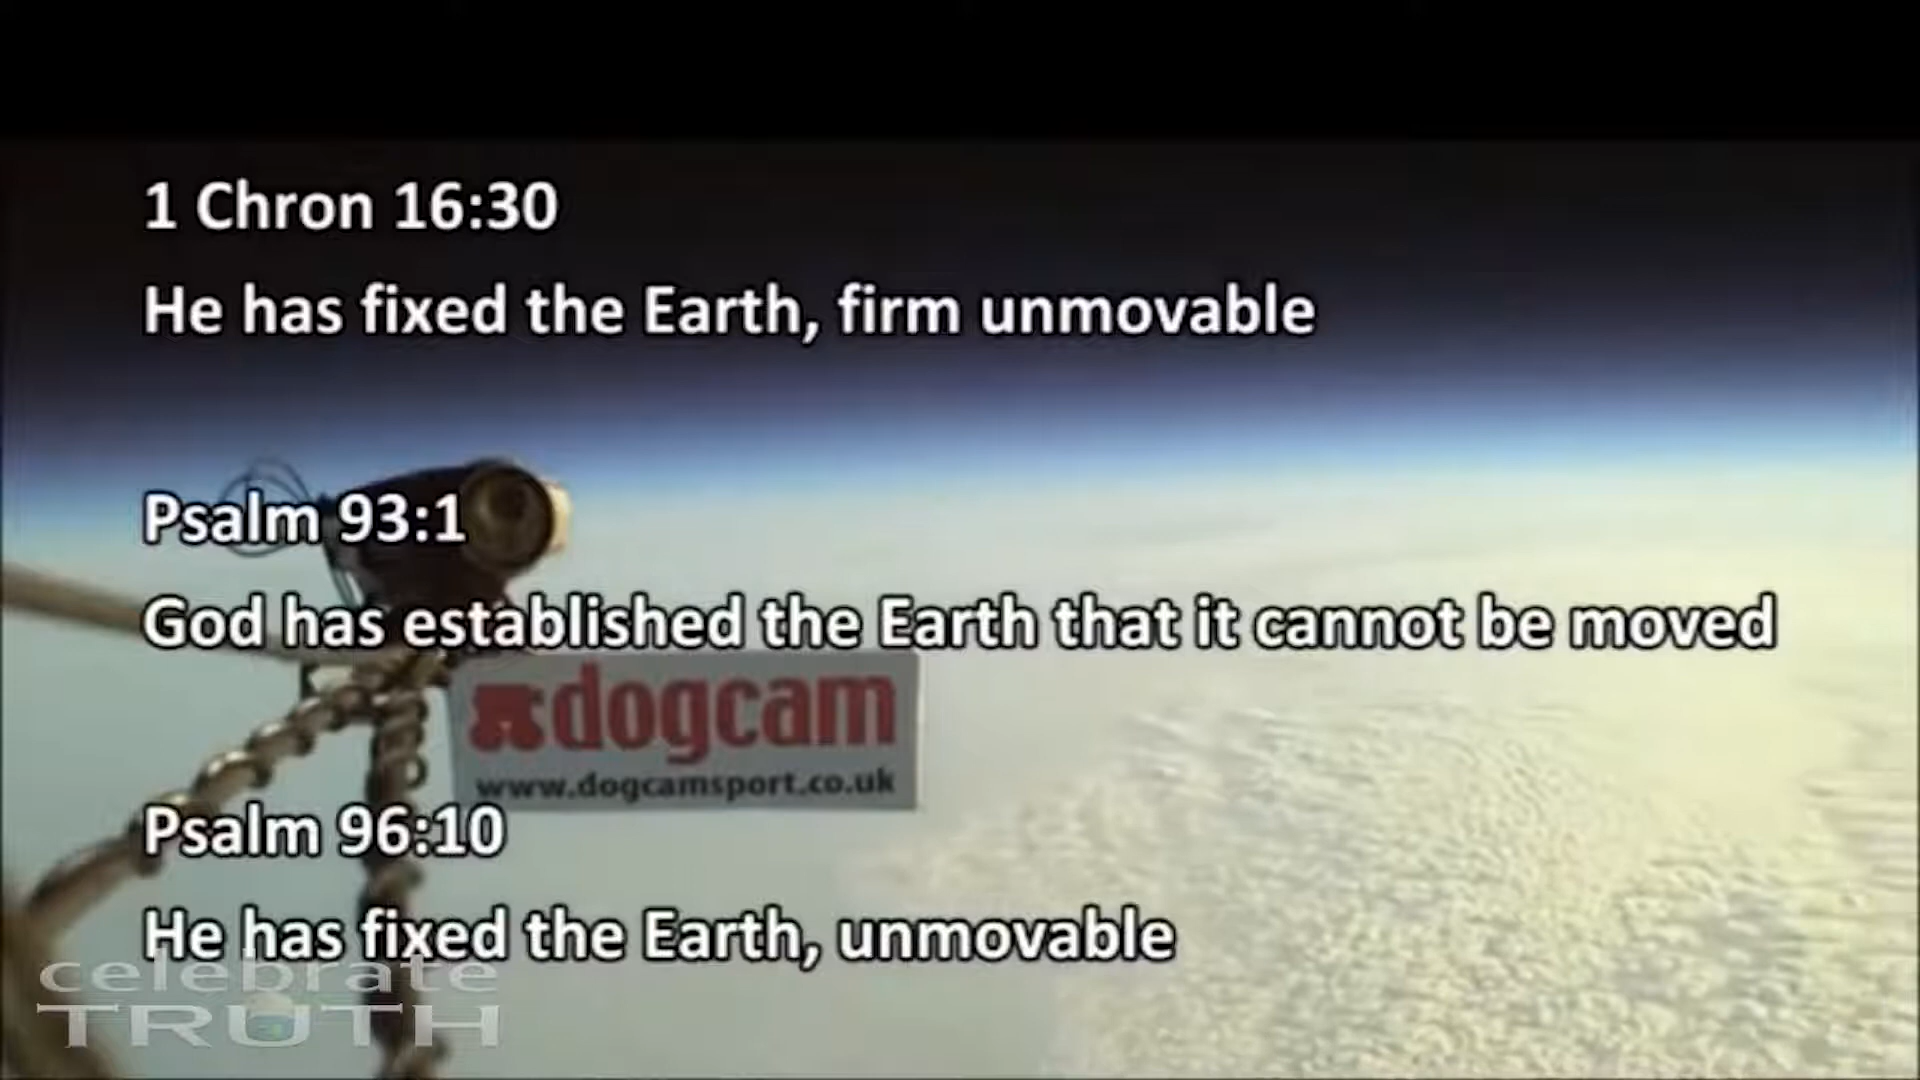 1 Chron 16:30
He has fixed the Earth, firm unmovable
Psalm 93:1
God has established the Earth that it cannot be moved
dogcam
www.dogcamsport.co.uk
Psalm 96:10
He has fixed the Earth, unmovable
celebrate
TRUTH